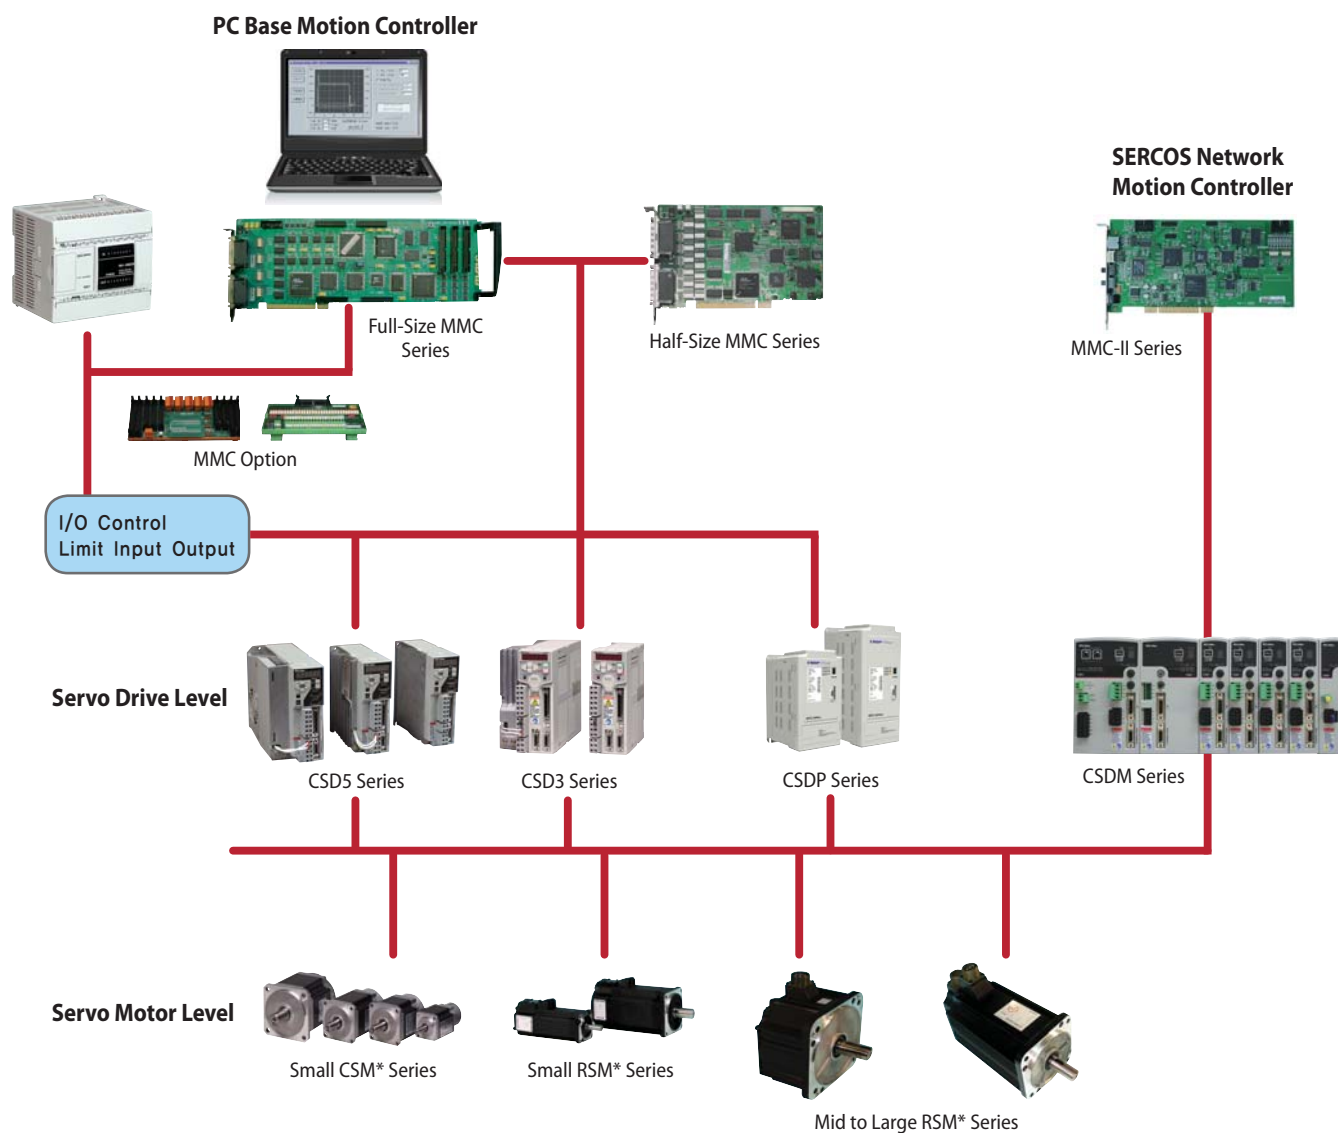 PC Base Motion Controller
SERCOS Network
Motion Controller
Full-Size MMC
Series
Half-Size MMC Series
MMC-II Series
MMC Option
I/O Control
Limit Input Output
Servo Drive Level
CSD5 Series
CSD3 Series
CSDP Series
CSDM Series
Servo Motor Level
Small CSM* Series
Small RSM* Series
Mid to Large RSM* Series